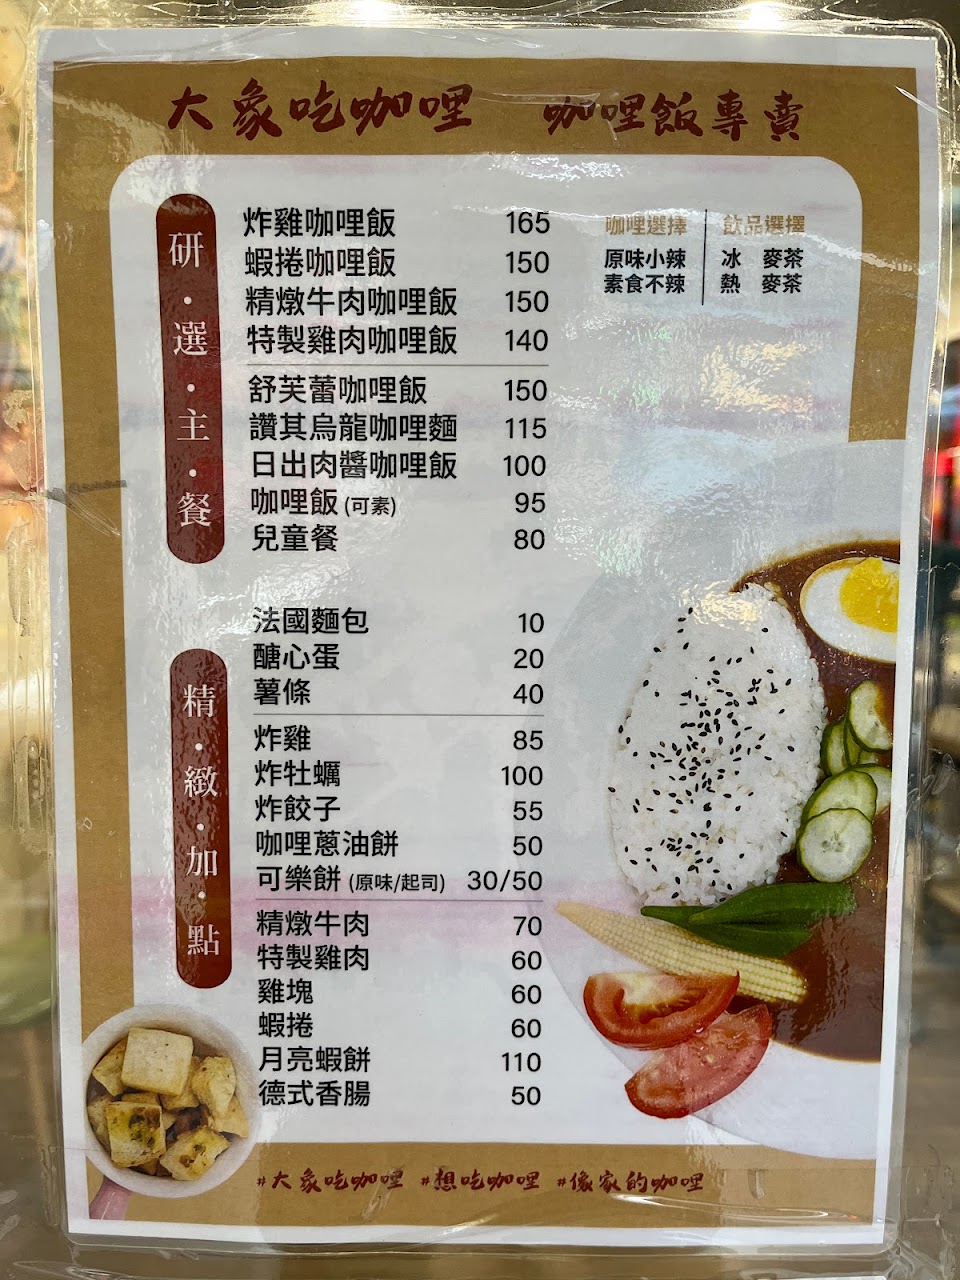 大象吃咖哩 咖哩飯專賣
研・選・主・餐
炸雞咖哩飯 165
蝦捲咖哩飯 150
精燉牛肉咖哩飯 150
特製雞肉咖哩飯 140
舒芙蕾咖哩飯 150
讚其烏龍咖哩麵 115
日出肉醬咖哩飯 100
咖哩飯(可素) 95
兒童餐 80
咖哩選擇 飲品選擇
原味小辣 冰 麥茶
素食不辣 熱 麥茶
精・緻・加・點
法國麵包 10
醣心蛋 20
薯條 40
炸雞 85
炸牡蠣 100
炸餃子 55
咖哩蔥油餅 50
可樂餅(原味/起司) 30/50
精燉牛肉 70
特製雞肉 60
雞塊 60
蝦捲 60
月亮蝦餅 110
德式香腸 50
#大象吃咖哩 #想吃咖哩 #像家的咖哩